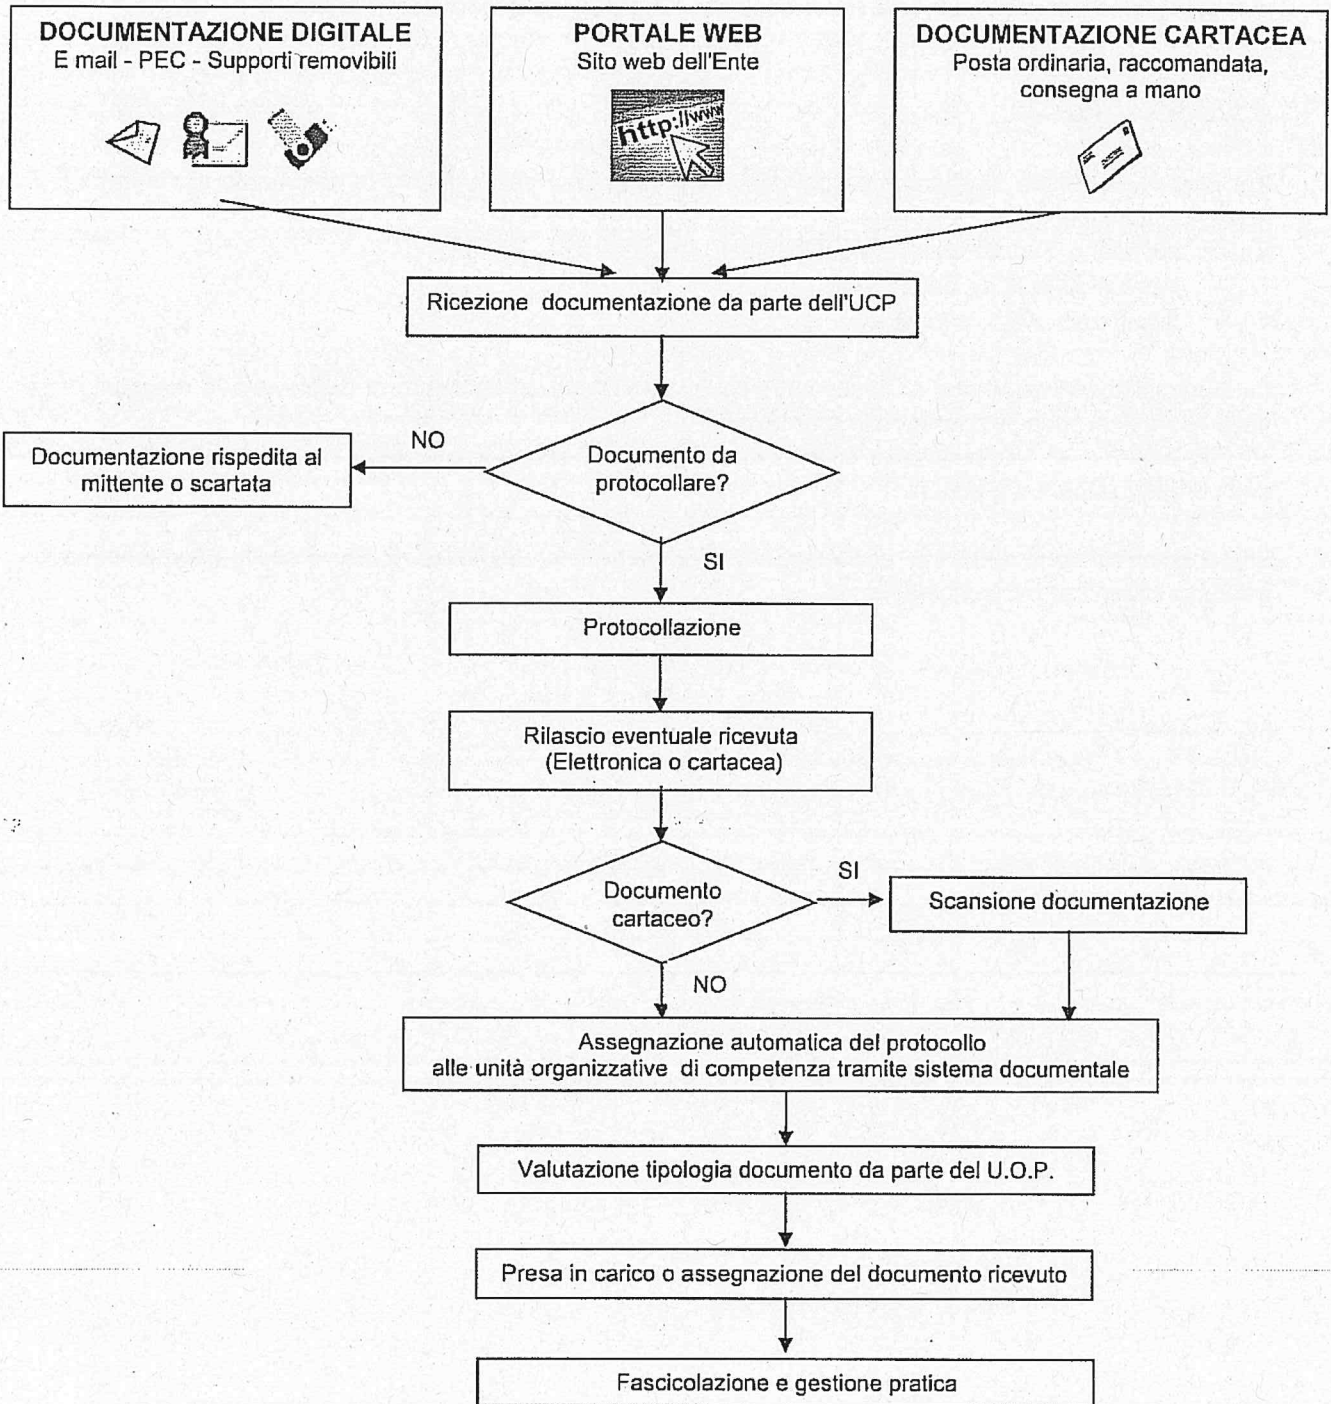 DOCUMENTAZIONE DIGITALE
E mail - PEC - Supporti removibili
PORTALE WEB
Sito web dell'Ente
http://www
DOCUMENTAZIONE CARTACEA
Posta ordinaria, raccomandata,
consegna a mano
Ricezione documentazione da parte dell'UCP
Documento da
protocollare?
NO
Documentazione rispedita al
mittente o scartata
SI
Protocollazione
Rilascio eventuale ricevuta
(Elettronica o cartacea)
Documento
cartaceo?
SI
Scansione documentazione
NO
Assegnazione automatica del protocollo
alle unità organizzative di competenza tramite sistema documentale
Valutazione tipologia documento da parte del U.O.P.
Presa in carico o assegnazione del documento ricevuto
Fascicolazione e gestione pratica